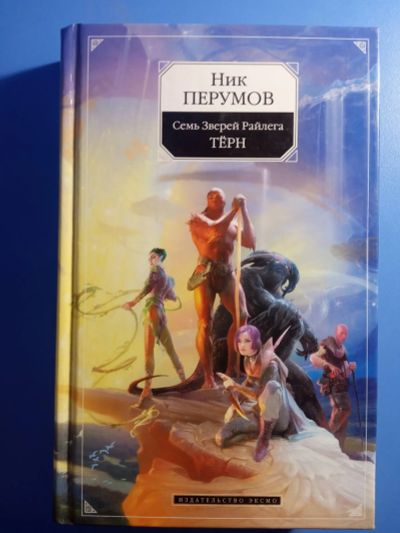 Ник
ПЕРУМОВ
Семь Зверей Райлега
ТЁРН
ИЗДАТЕЛЬСТВО ЭКСМО